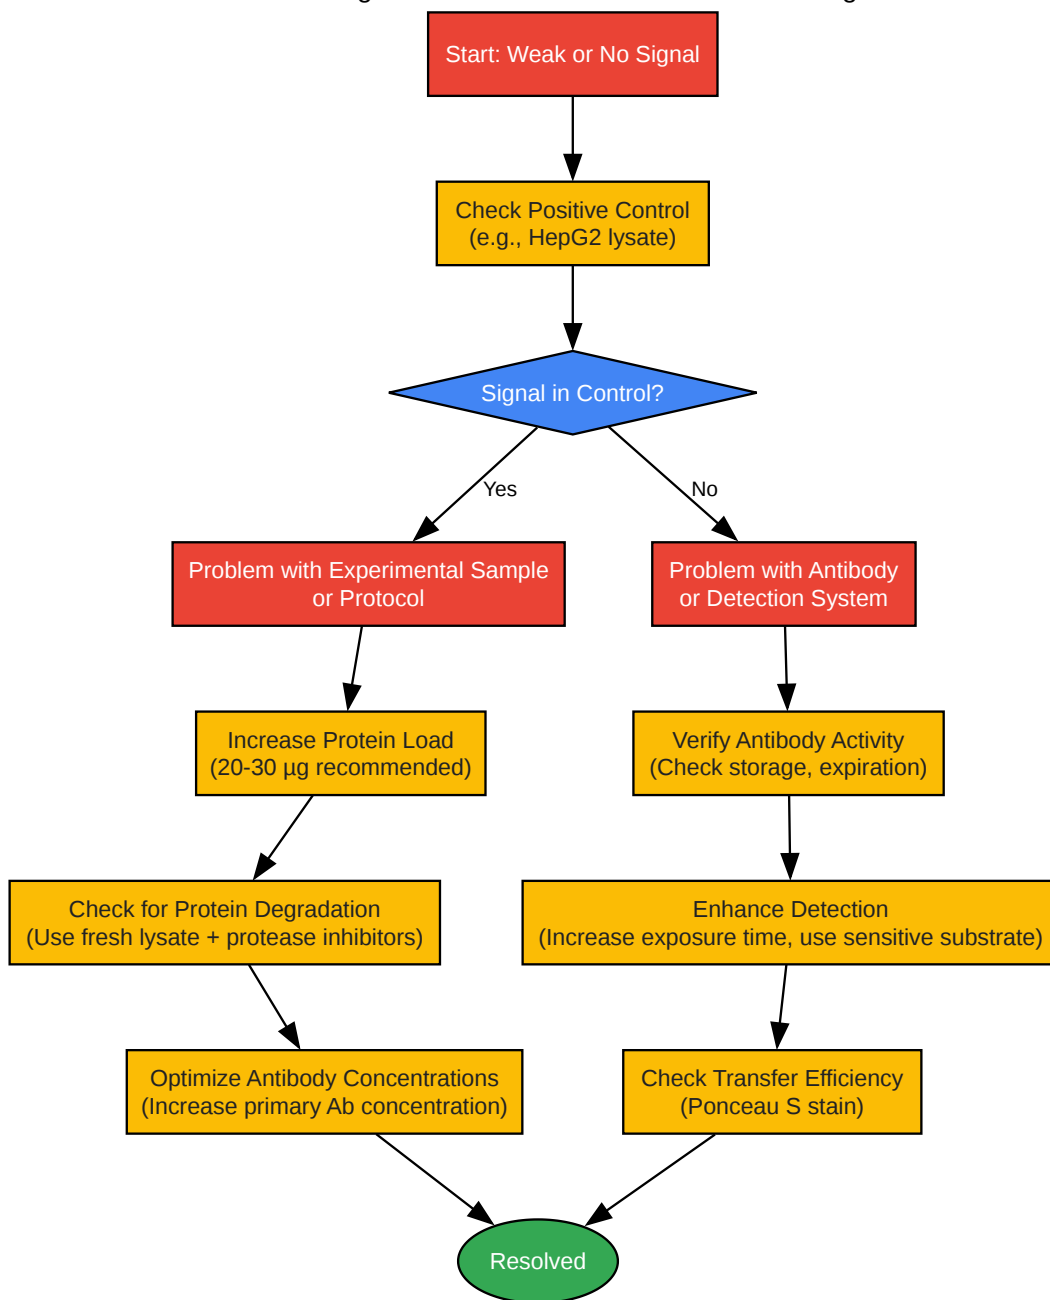 Start: Weak or No Signal
Check Positive Control
(e.g., HepG2 lysate)
Signal in Control?
Yes
No
Problem with Experimental Sample
or Protocol
Problem with Antibody
or Detection System
Increase Protein Load
(20-30 µg recommended)
Verify Antibody Activity
(Check storage, expiration)
Check for Protein Degradation
(Use fresh lysate + protease inhibitors)
Enhance Detection
(Increase exposure time, use sensitive substrate)
Optimize Antibody Concentrations
(Increase primary Ab concentration)
Check Transfer Efficiency
(Ponceau S stain)
Resolved